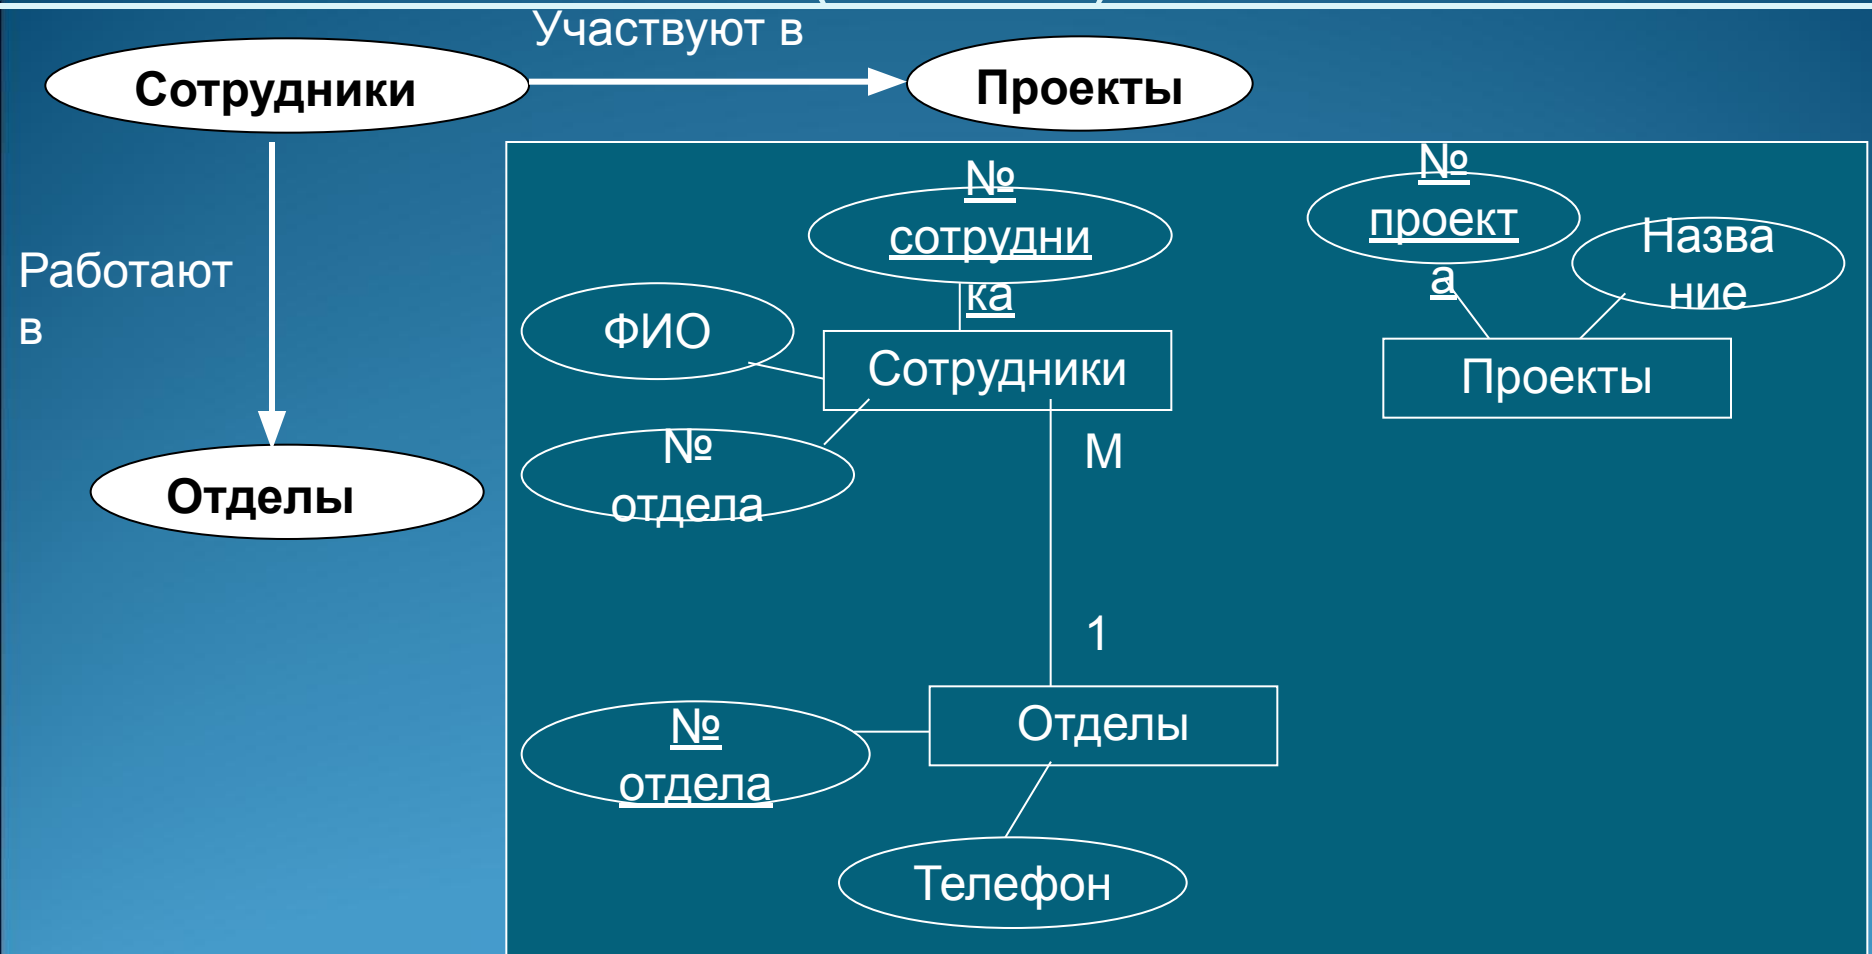 Участвуют в
Сотрудники
Проекты
Работают
в
Отделы
№
сотрудни
ка
№
проект
а
Назва
ние
ФИО
Сотрудники
Проекты
№
отдела
М
1
№
отдела
Отделы
Телефон